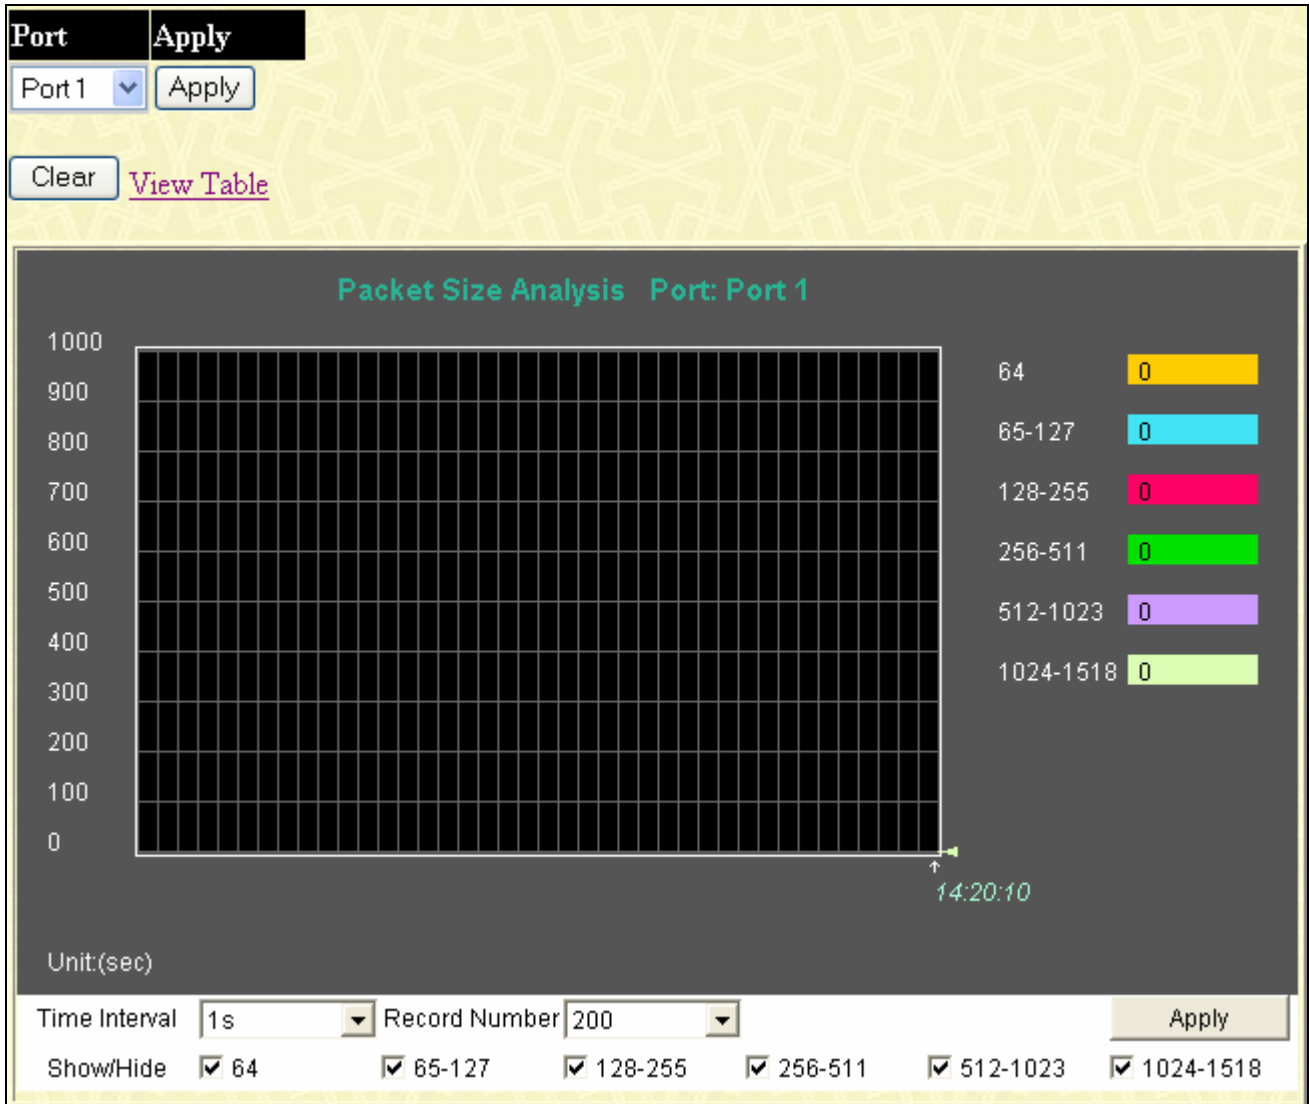 Port Apply
Port 1 Apply
Clear View Table
Packet Size Analysis Port: Port 1
1000
900
800
700
600
500
400
300
200
100
0
64 0
65-127 0
128-255 0
256-511 0
512-1023 0
1024-1518 0
14:20:10
Unit:(sec)
Time Interval 1s Record Number 200 Apply
Show/Hide 64 65-127 128-255 256-511 512-1023 1024-1518